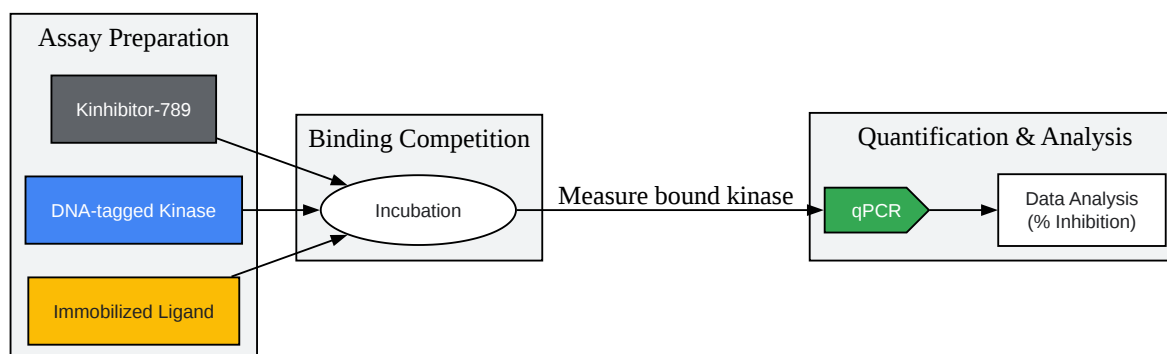 Assay Preparation
Kinhibitor-789
DNA-tagged Kinase
Immobilized Ligand
Binding Competition
Incubation
Measure bound kinase
Quantification & Analysis
qPCR
Data Analysis
(% Inhibition)